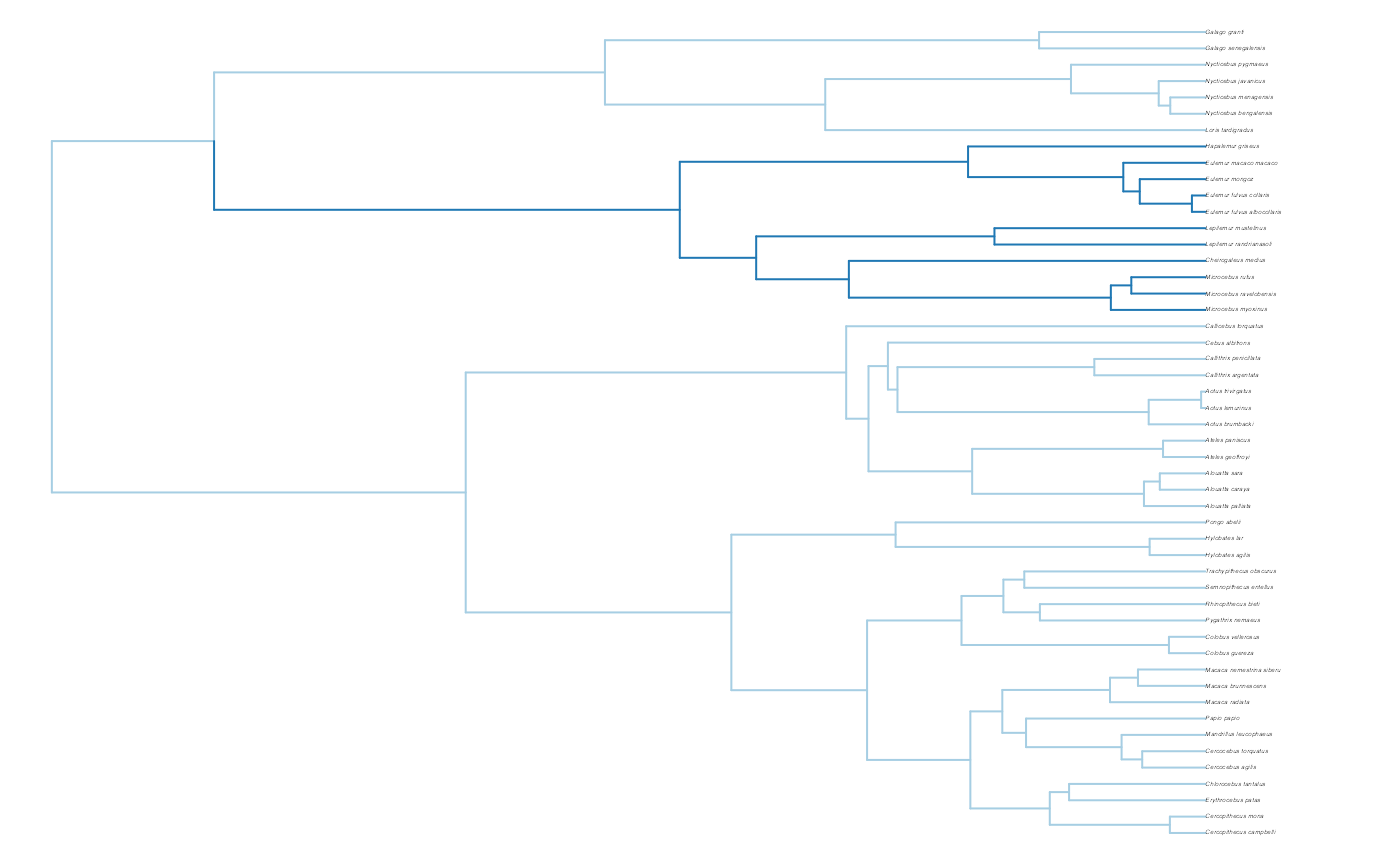 Galago granti
Galago senegalensis
Nycticebus pygmaeus
Nycticebus javanicus
Nycticebus menagensis
Nycticebus bengalensis
Loris tardigradus
Hapalemur griseus
Eulemur macaco macaco
Eulemur mongoz
Eulemur fulvus collaris
Eulemur fulvus albocollaris
Lepilemur mustelinus
Lepilemur randrianasoli
Cheirogaleus medius
Microcebus rufus
Microcebus ravelobensis
Microcebus myoxinus
Callicebus torquatus
Cebus albifrons
Callithrix penicillata
Callithrix argentata
Aotus trivirgatus
Aotus lemurinus
Aotus brumbacki
Ateles paniscus
Ateles geoffroyi
Alouatta sara
Alouatta caraya
Alouatta palliata
Pongo abelii
Hylobates lar
Hylobates agilis
Trachypithecus obscurus
Semnopithecus entellus
Rhinopithecus bieti
Pygathrix nemaeus
Colobus vellerosus
Colobus guereza
Macaca nemestrina siberu
Macaca brunnescens
Macaca radiata
Papio papio
Mandrillus leucophaeus
Cercocebus torquatus
Cercocebus agilis
Chlorocebus tantalus
Erythrocebus patas
Cercopithecus mona
Cercopithecus campbelli